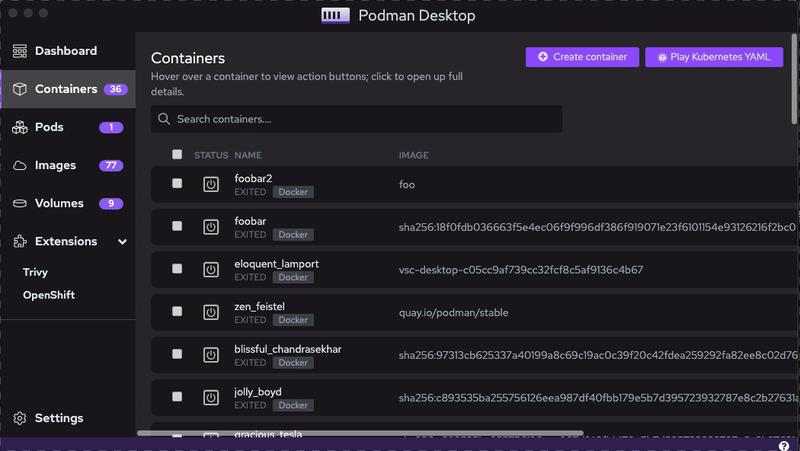 Podman Desktop
Dashboard
Containers 36
Pods 1
Images 77
Volumes 9
Extensions
Trivy
OpenShift
Settings
Containers
Hover over a container to view action buttons; click to open up full
details.
Create container
Play Kubernetes YAML
Search containers....
STATUS NAME IMAGE
foobar2
EXITED Docker
foo
foobar
EXITED Docker
sha256:18f0fdb036663f5e4ec06f9f996df386f919071e23f6101154e93126216f2bc0
eloquent_lamport
EXITED Docker
vsc-desktop-c05cc9af739cc32fcf8c5af9136c4b67
zen_feistel
EXITED Docker
quay.io/podman/stable
blissful_chandrasekhar
EXITED Docker
sha256:97313cb625337a40199a8c69c19ac0c39f20c42fdea259292fa82ee8c02d76
jolly_boyd
EXITED Docker
sha256:c893535ba255756126eea987df40fbb179e5b7d395723932787e8c2b27631a
gracious_tesla